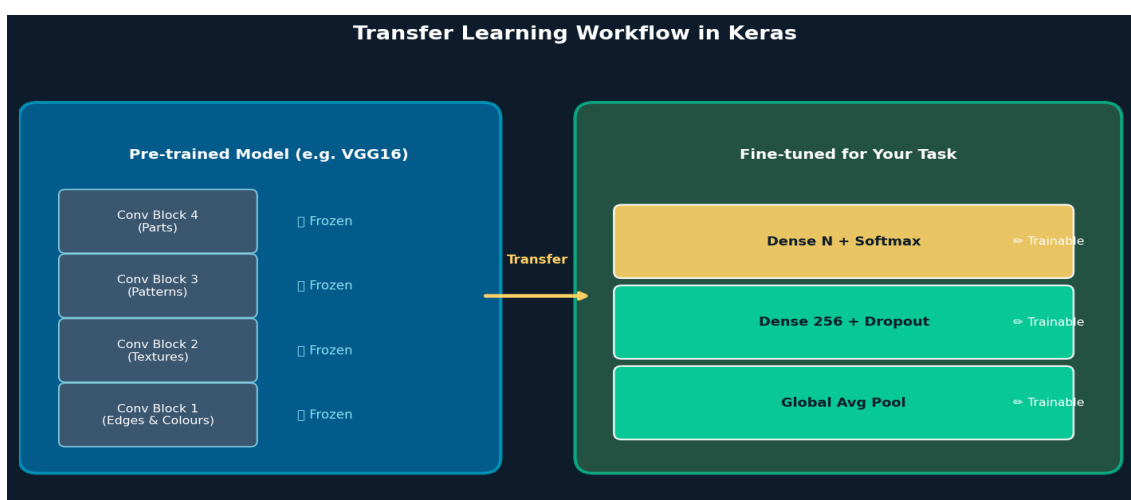 Transfer Learning Workflow in Keras
Pre-trained Model (e.g. VGG16)
Conv Block 4
(Parts)
Frozen
Conv Block 3
(Patterns)
Frozen
Conv Block 2
(Textures)
Frozen
Conv Block 1
(Edges & Colours)
Frozen
Transfer
Fine-tuned for Your Task
Dense N + Softmax
✏ Trainable
Dense 256 + Dropout
✏ Trainable
Global Avg Pool
✏ Trainable